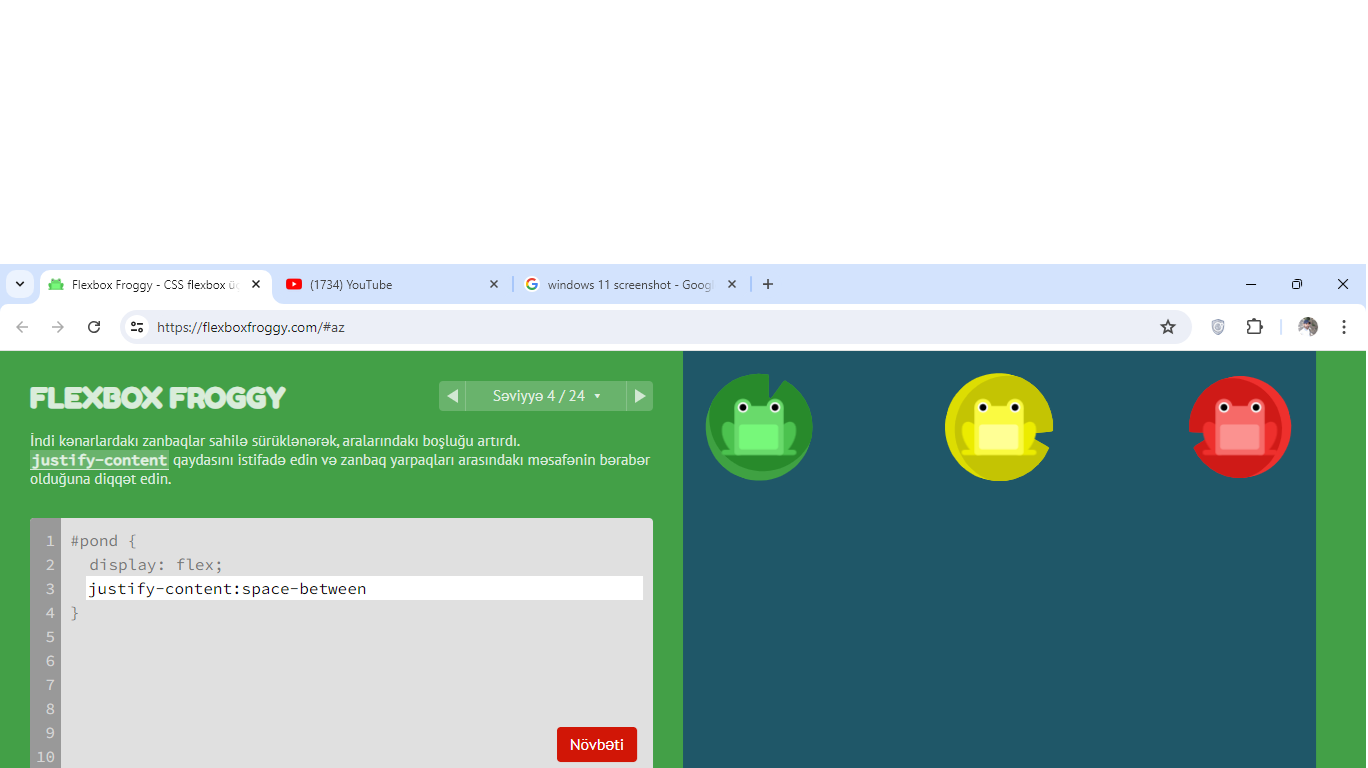 Flexbox Froggy - CSS flexbox
(1734) YouTube
windows 11 screenshot - Goog
https://flexboxfroggy.com/#az
FLEXBOX FROGGY
Səviyyə 4 / 24
İndi kənarlardakı zanbaqlar sahilə sürüklənərək, aralarındakı boşluğu artırdı.
justify-content qaydasını istifadə edin və zanbaq yarpaqları arasındakı məsafənin bərabər
olduğuna diqqət edin.
1 #pond {
2 display: flex;
3 justify-content:space-between
4 }
5
6
7
8
9
10
Növbəti